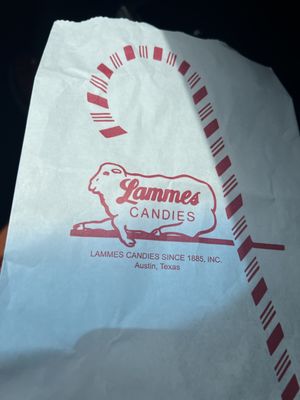 Lammes
CANDIES
LAMMES CANDIES SINCE 1885, INC.
Austin, Texas